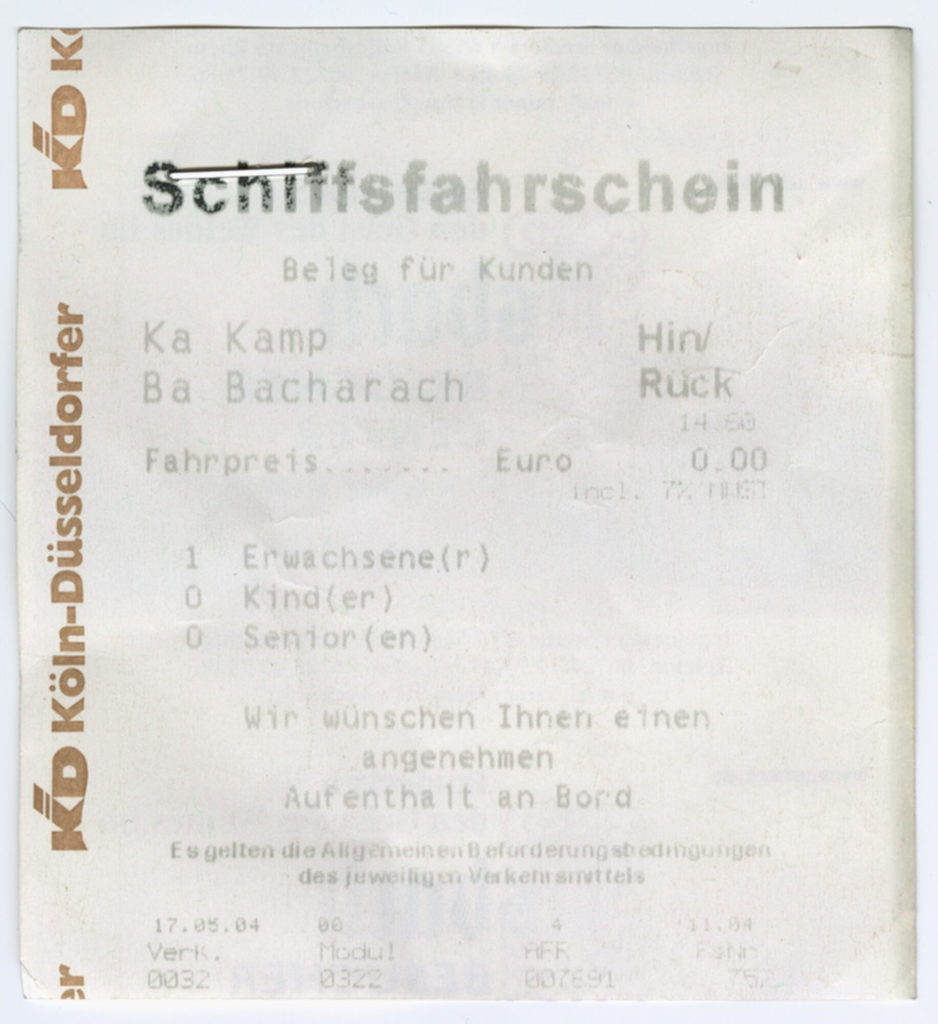 Schiffsfahrschein
Beleg für Kunden
Ka Kamp Hin/
Ba Bacharach Rück
14.60
Fahrpreis....... Euro 0.00
incl. 7% MWST
1 Erwachsene(r)
0 Kind(er)
0 Senior(en)
Wir wünschen Ihnen einen
angenehmen
Aufenthalt an Bord
Es gelten die Allgemeinen Beförderungsbedingungen
des jeweiligen Verkehrsmittels
17.05.04 00 4 11.04
Verk. Modul AFR FsNr
0032 0322 007691
KD Kö
KD Köln-Düsseldorfer
er